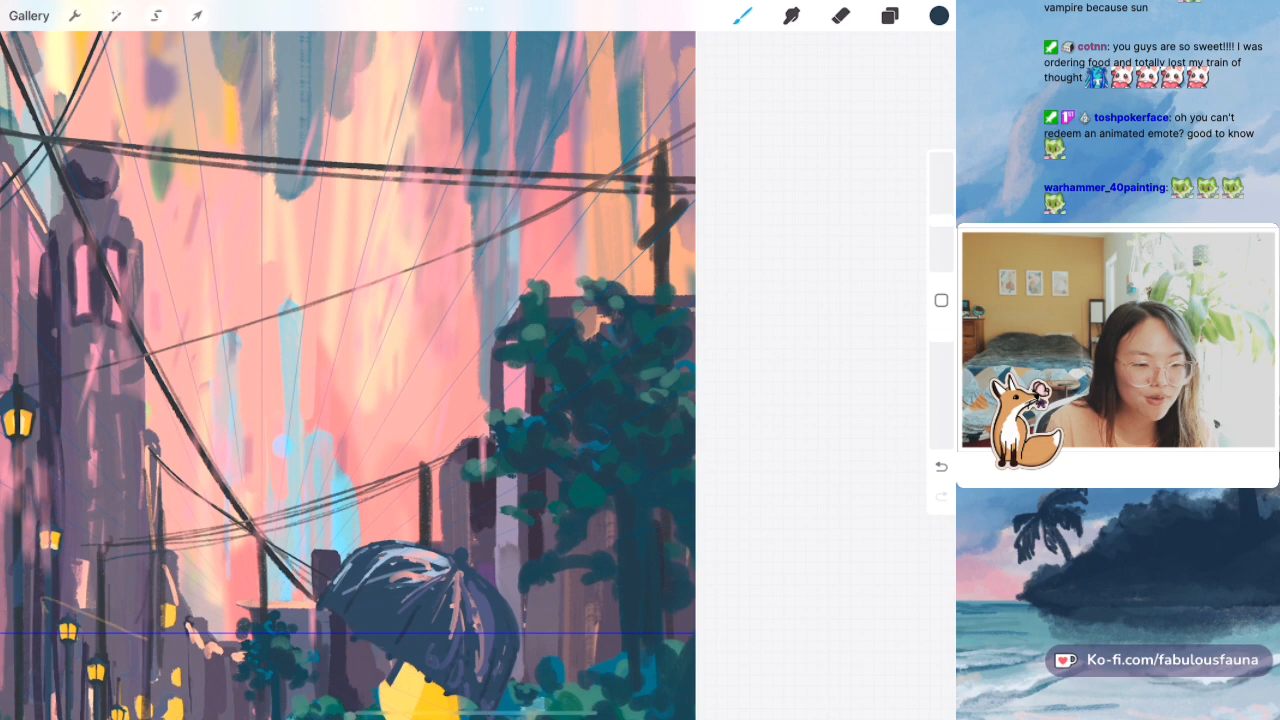 Gallery
vampire because sun
cotnn: you guys are so sweet!!!! I was
ordering food and totally lost my train of
thought
toshpokerface: oh you can't
redeem an animated emote? good to know
warhammer_40painting:
Ko-fi.com/fabulousfauna